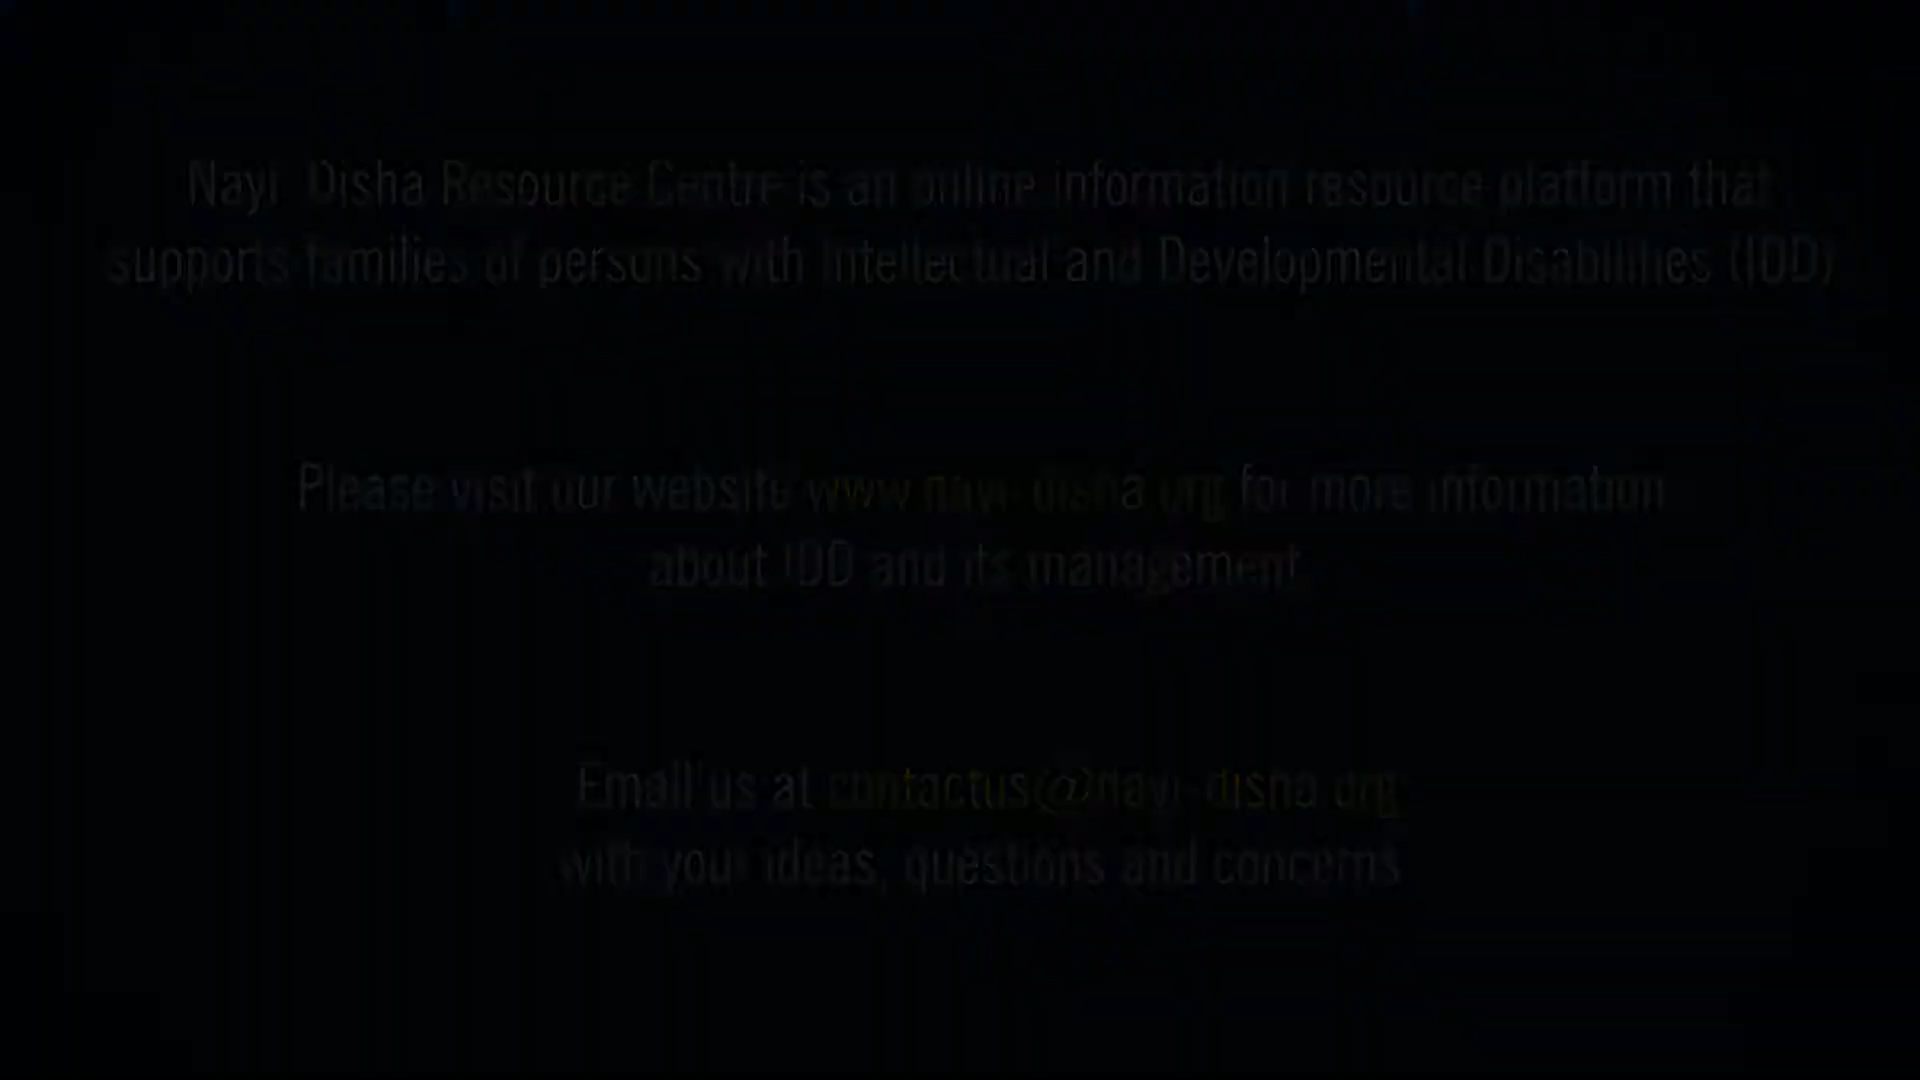 Nayi Disha Resource Centre is an online information resource platform that
supports families of persons with Intellectual and Developmental Disabilities (IDD)
Please visit our website www.nayi-disha.org for more information
about IDD and its management
Email us at contactus@nayi-disha.org
with your ideas, questions and concerns